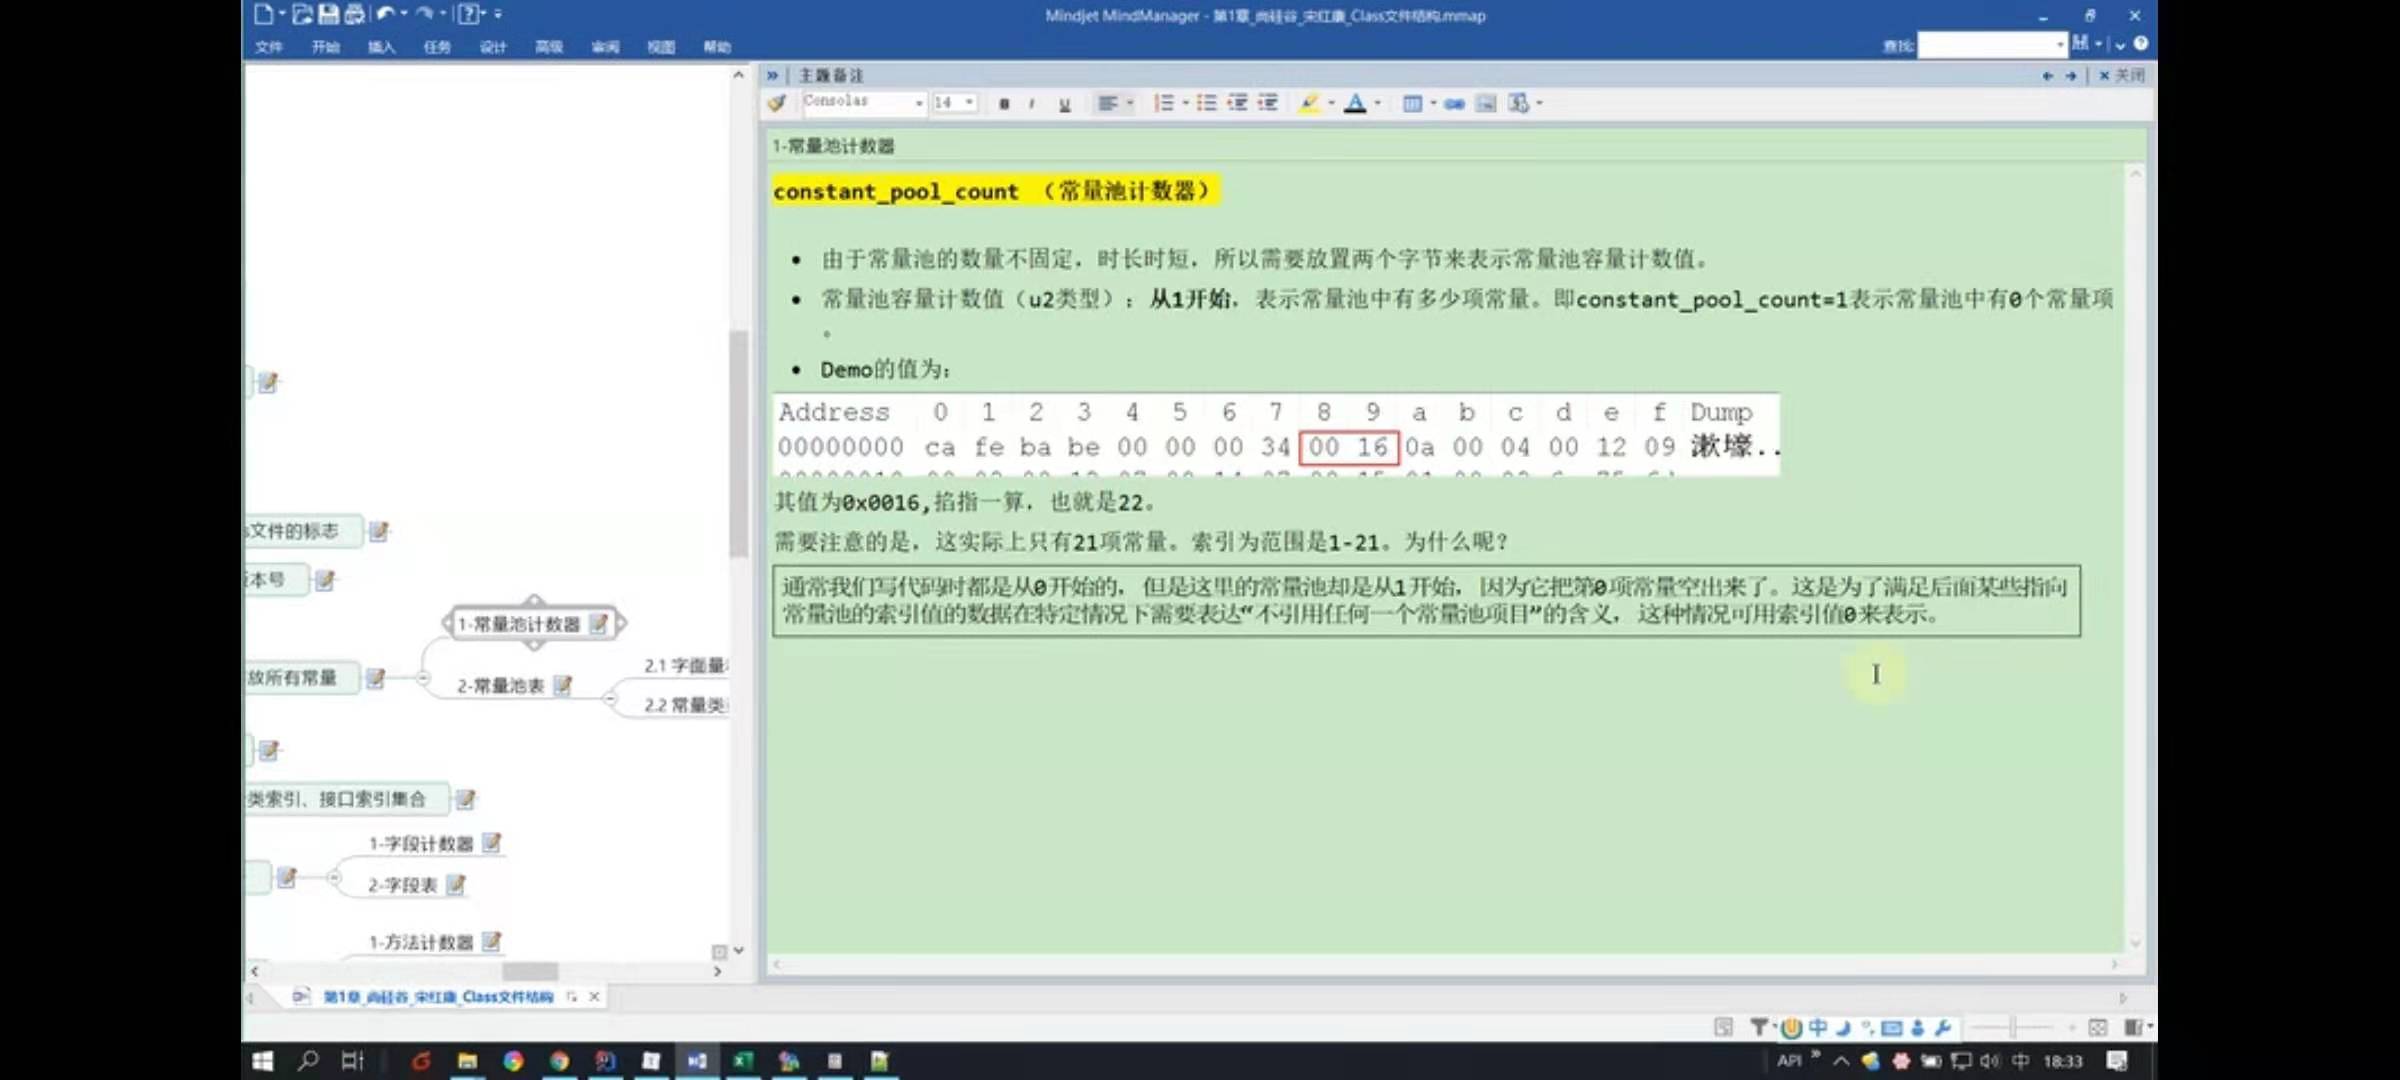 Mindjet MindManager - 第1章_尚硅谷_宋红康_Class文件结构.mmap
文件 开始 插入 任务 设计 高级 审阅 视图 帮助
查找:
主题备注
关闭
Consolas 14 B I U
1-常量池计数器
constant_pool_count （常量池计数器）
• 由于常量池的数量不固定，时长时短，所以需要放置两个字节来表示常量池容量计数值。
• 常量池容量计数值（u2类型）：从1开始，表示常量池中有多少项常量。即constant_pool_count=1表示常量池中有0个常量项
。
• Demo的值为：
Address 0 1 2 3 4 5 6 7 8 9 a b c d e f Dump
00000000 ca fe ba be 00 00 00 34 00 16 0a 00 04 00 12 09 漱壕..
其值为0x0016,掐指一算，也就是22。
需要注意的是，这实际上只有21项常量。索引为范围是1-21。为什么呢？
通常我们写代码时都是从0开始的，但是这里的常量池却是从1开始，因为它把第0项常量空出来了。这是为了满足后面某些指向
常量池的索引值的数据在特定情况下需要表达“不引用任何一个常量池项目”的含义，这种情况可用索引值0来表示。
文件的标志
本号
1-常量池计数器
放所有常量
2-常量池表
2.1 字面量
2.2 常量类
类索引、接口索引集合
1-字段计数器
2-字段表
1-方法计数器
第1章_尚硅谷_宋红康_Class文件结构
中
API 中 18:33